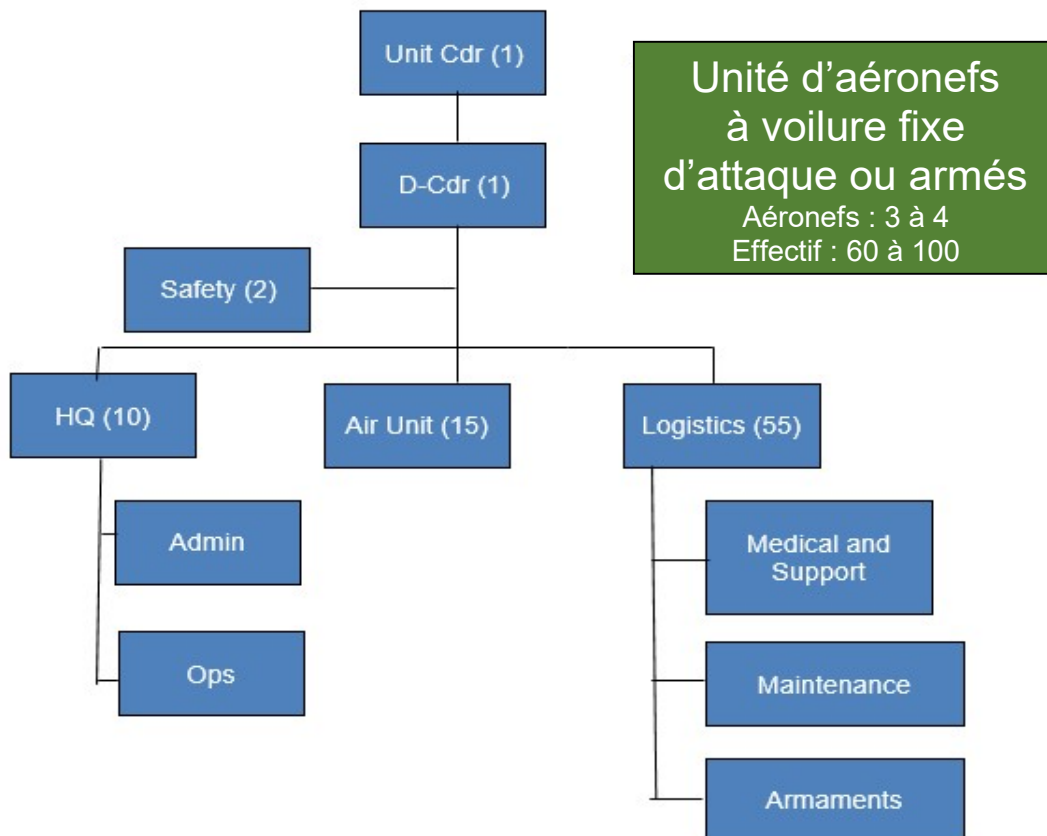 Unit Cdr (1)
Unité d’aéronefs
à voilure fixe
d’attaque ou armés
Aéronefs : 3 à 4
Effectif : 60 à 100
D-Cdr (1)
Safety (2)
HQ (10)
Air Unit (15)
Logistics (55)
Admin
Ops
Medical and
Support
Maintenance
Armaments